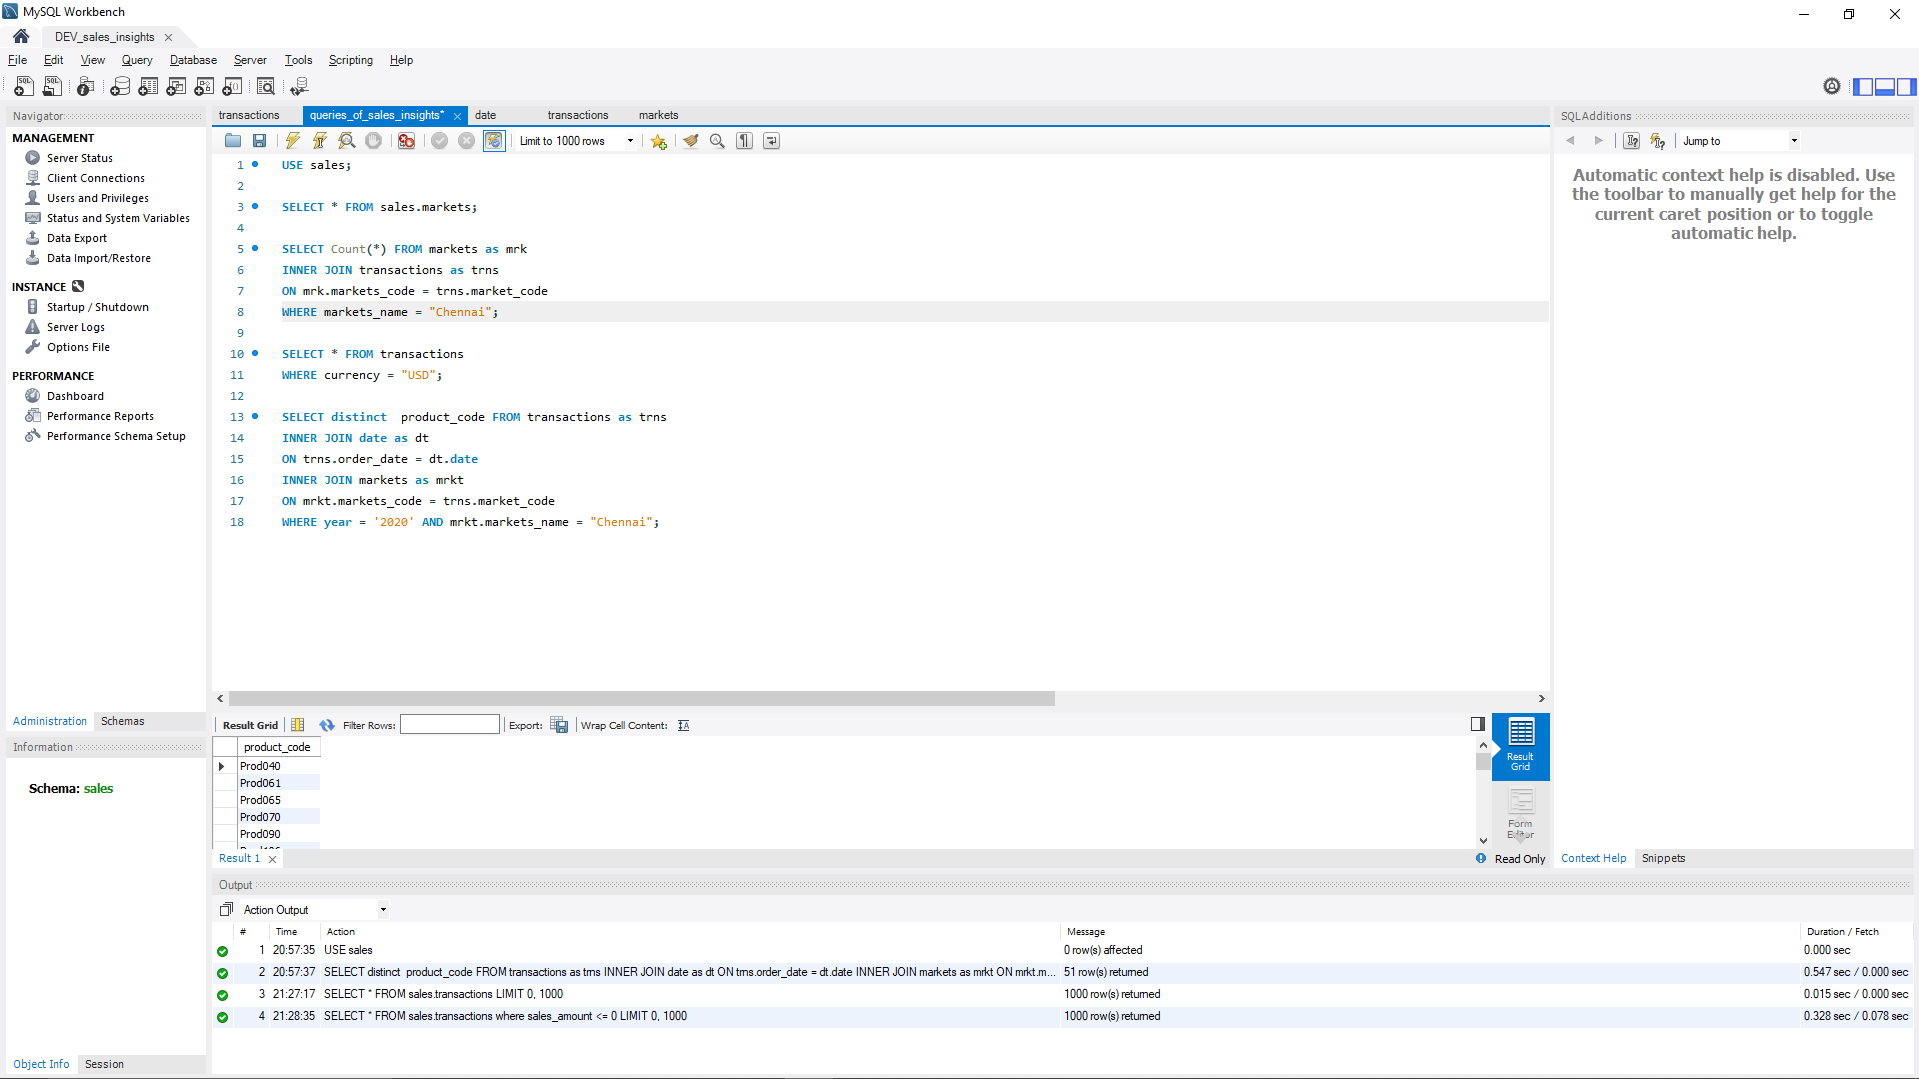 MySQL Workbench
DEV_sales_insights
File Edit View Query Database Server Tools Scripting Help
Navigator
MANAGEMENT
Server Status
Client Connections
Users and Privileges
Status and System Variables
Data Export
Data Import/Restore
INSTANCE
Startup / Shutdown
Server Logs
Options File
PERFORMANCE
Dashboard
Performance Reports
Performance Schema Setup
Administration Schemas
Information
Schema: sales
Object Info Session
transactions queries_of_sales_insights* date transactions markets
Limit to 1000 rows
1 USE sales;
2
3 SELECT * FROM sales.markets;
4
5 SELECT Count(*) FROM markets as mrk
6 INNER JOIN transactions as trns
7 ON mrk.markets_code = trns.market_code
8 WHERE markets_name = "Chennai";
9
10 SELECT * FROM transactions
11 WHERE currency = "USD";
12
13 SELECT distinct  product_code FROM transactions as trns
14 INNER JOIN date as dt
15 ON trns.order_date = dt.date
16 INNER JOIN markets as mrkt
17 ON mrkt.markets_code = trns.market_code
18 WHERE year = '2020' AND mrkt.markets_name = "Chennai";
Result Grid Filter Rows: Export: Wrap Cell Content:
product_code
Prod040
Prod061
Prod065
Prod070
Prod090
Result Grid
Form Editor
Result 1
Read Only
SQLAdditions
Jump to
Automatic context help is disabled. Use
the toolbar to manually get help for the
current caret position or to toggle
automatic help.
Context Help Snippets
Output
Action Output
# Time Action Message Duration / Fetch
1 20:57:35 USE sales 0 row(s) affected 0.000 sec
2 20:57:37 SELECT distinct  product_code FROM transactions as trns INNER JOIN date as dt ON trns.order_date = dt.date INNER JOIN markets as mrkt ON mrkt.m... 51 row(s) returned 0.547 sec / 0.000 sec
3 21:27:17 SELECT * FROM sales.transactions LIMIT 0, 1000 1000 row(s) returned 0.015 sec / 0.000 sec
4 21:28:35 SELECT * FROM sales.transactions where sales_amount <= 0 LIMIT 0, 1000 1000 row(s) returned 0.328 sec / 0.078 sec